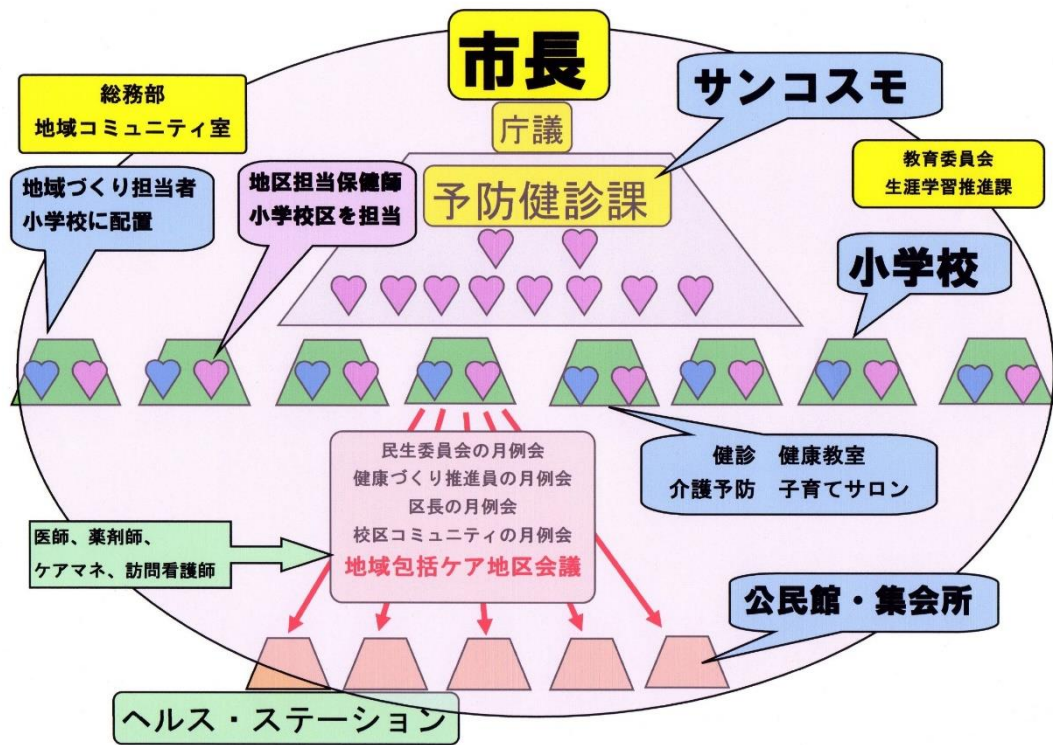 市長
庁議
総務部
地域コミュニティ室
サンコスモ
予防健診課
教育委員会
生涯学習推進課
地域づくり担当者
小学校に配置
地区担当保健師
小学校区を担当
小学校
民生委員会の月例会
健康づくり推進員の月例会
区長の月例会
校区コミュニティの月例会
地域包括ケア地区会議
健診　健康教室
介護予防　子育てサロン
医師、薬剤師、
ケアマネ、訪問看護師
公民館・集会所
ヘルス・ステーション